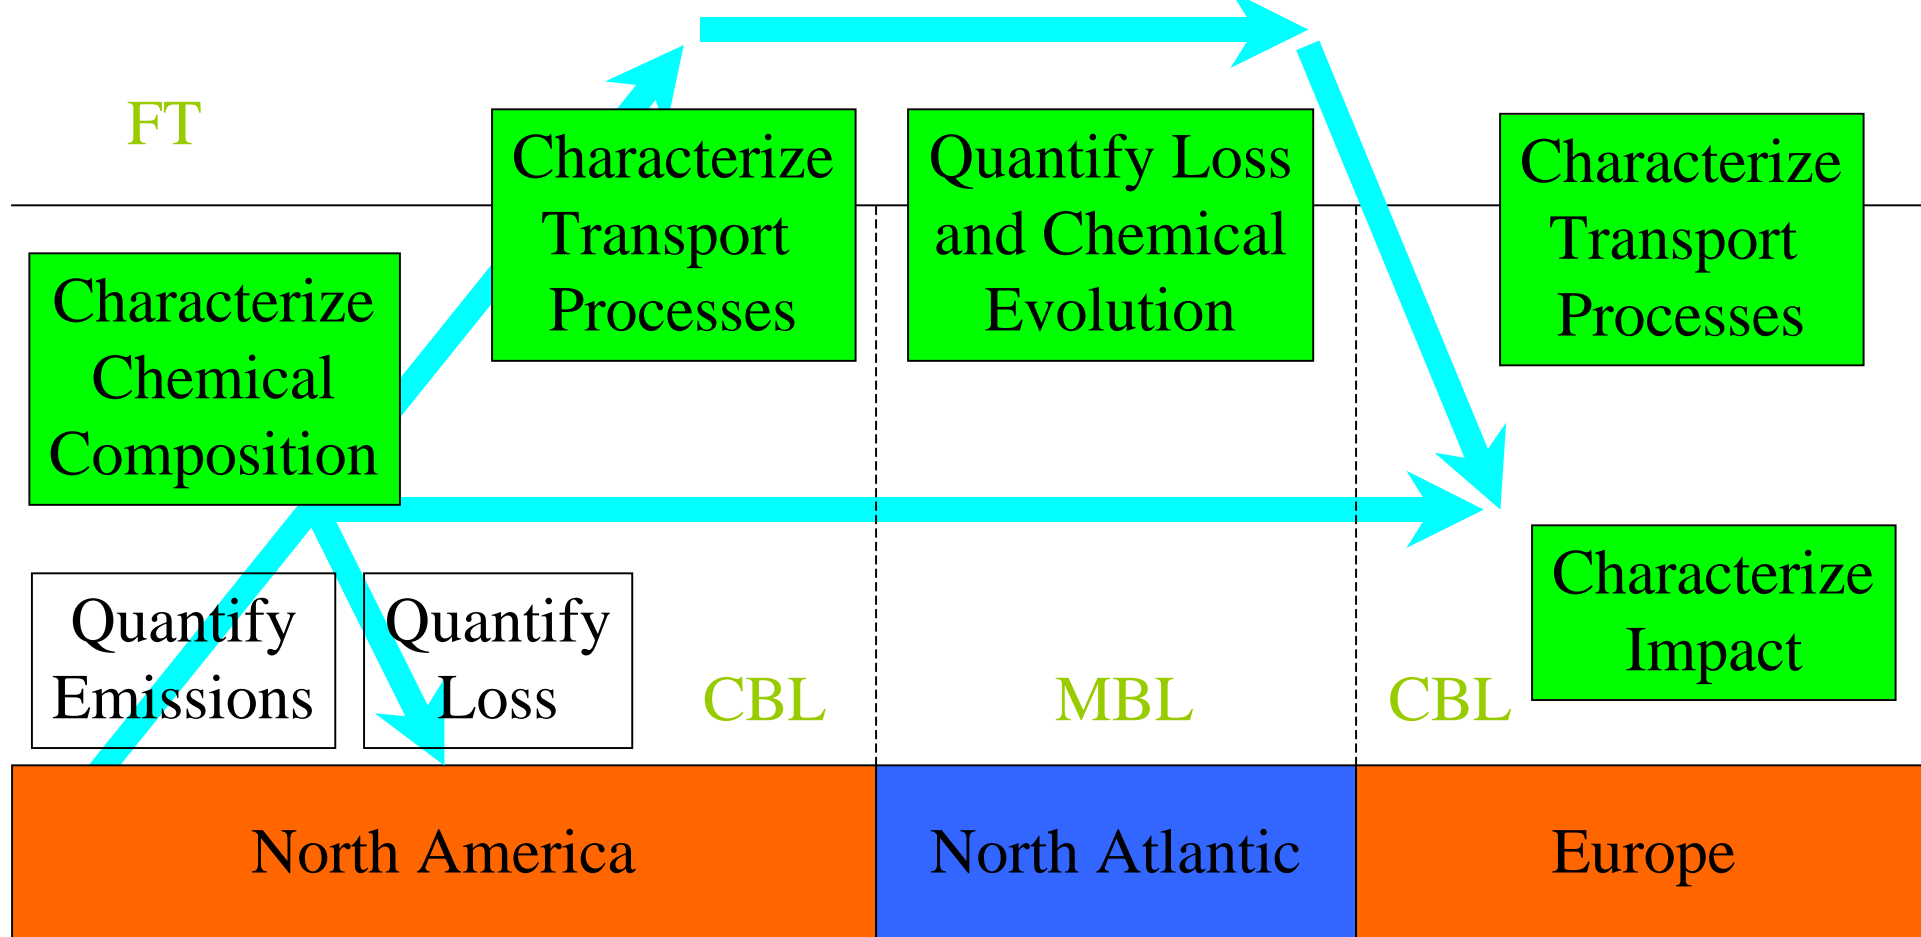 FT
Characterize
Transport
Processes
Quantify Loss
and Chemical
Evolution
Characterize
Transport
Processes
Characterize
Chemical
Composition
Characterize
Impact
Quantify
Emissions
Quantify
Loss
CBL
MBL
CBL
North America
North Atlantic
Europe